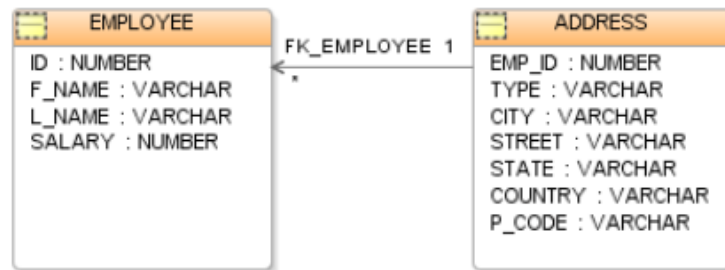 EMPLOYEE
ID : NUMBER
F_NAME : VARCHAR
L_NAME : VARCHAR
SALARY : NUMBER
FK_EMPLOYEE 1
*
ADDRESS
EMP_ID : NUMBER
TYPE : VARCHAR
CITY : VARCHAR
STREET : VARCHAR
STATE : VARCHAR
COUNTRY : VARCHAR
P_CODE : VARCHAR